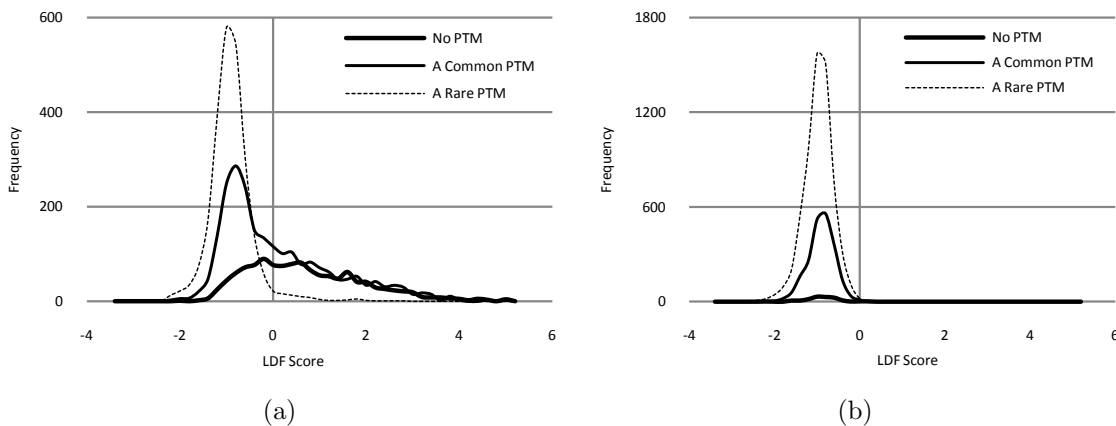 600
400
200
0
Frequency
-4 -2 0 2 4 6
LDF Score
No PTM
A Common PTM
A Rare PTM
(a)
1800
1200
600
0
Frequency
-4 -2 0 2 4 6
LDF Score
No PTM
A Common PTM
A Rare PTM
(b)